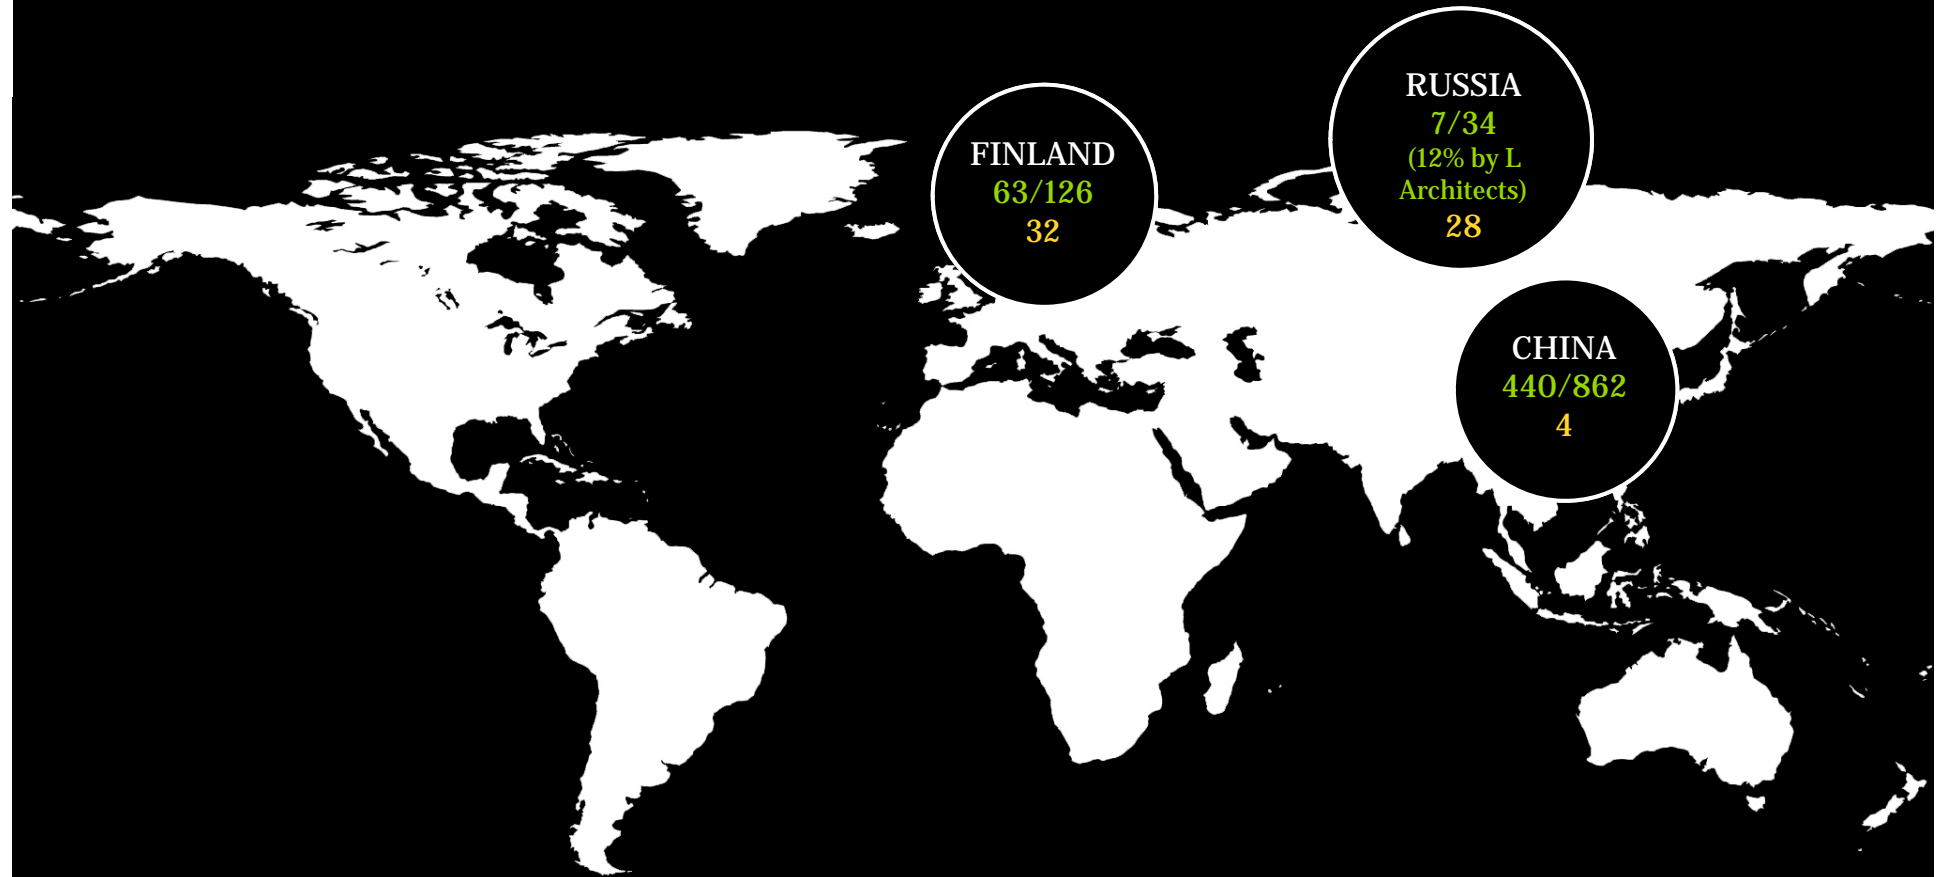 FINLAND
63/126
32
RUSSIA
7/34
(12% by L
Architects)
28
CHINA
440/862
4